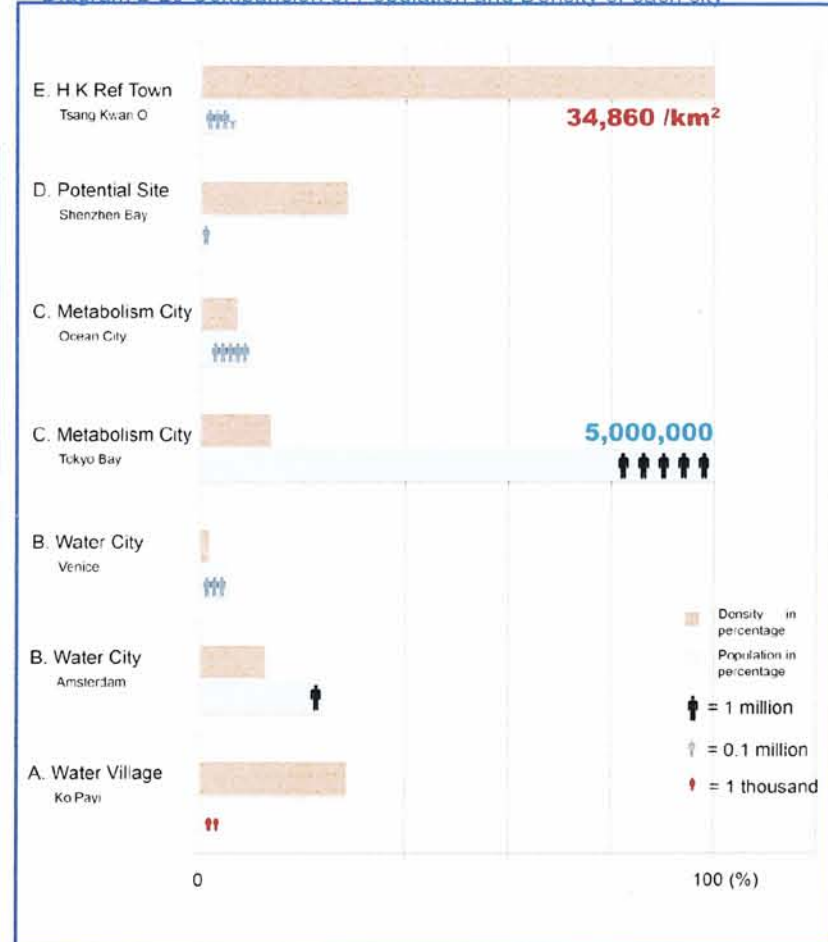 E. H K Ref Town
Tsang Kwan O
34,860 /km²
D. Potential Site
Shenzhen Bay
C. Metabolism City
Ocean City
C. Metabolism City
5,000,000
Tokyo Bay
B. Water City
Venice
Density in
percentage
Population in
percentage
B. Water City
Amsterdam
= 1 million
= 0.1 million
A. Water Village
Ko Payi
= 1 thousand
0
100 (%)